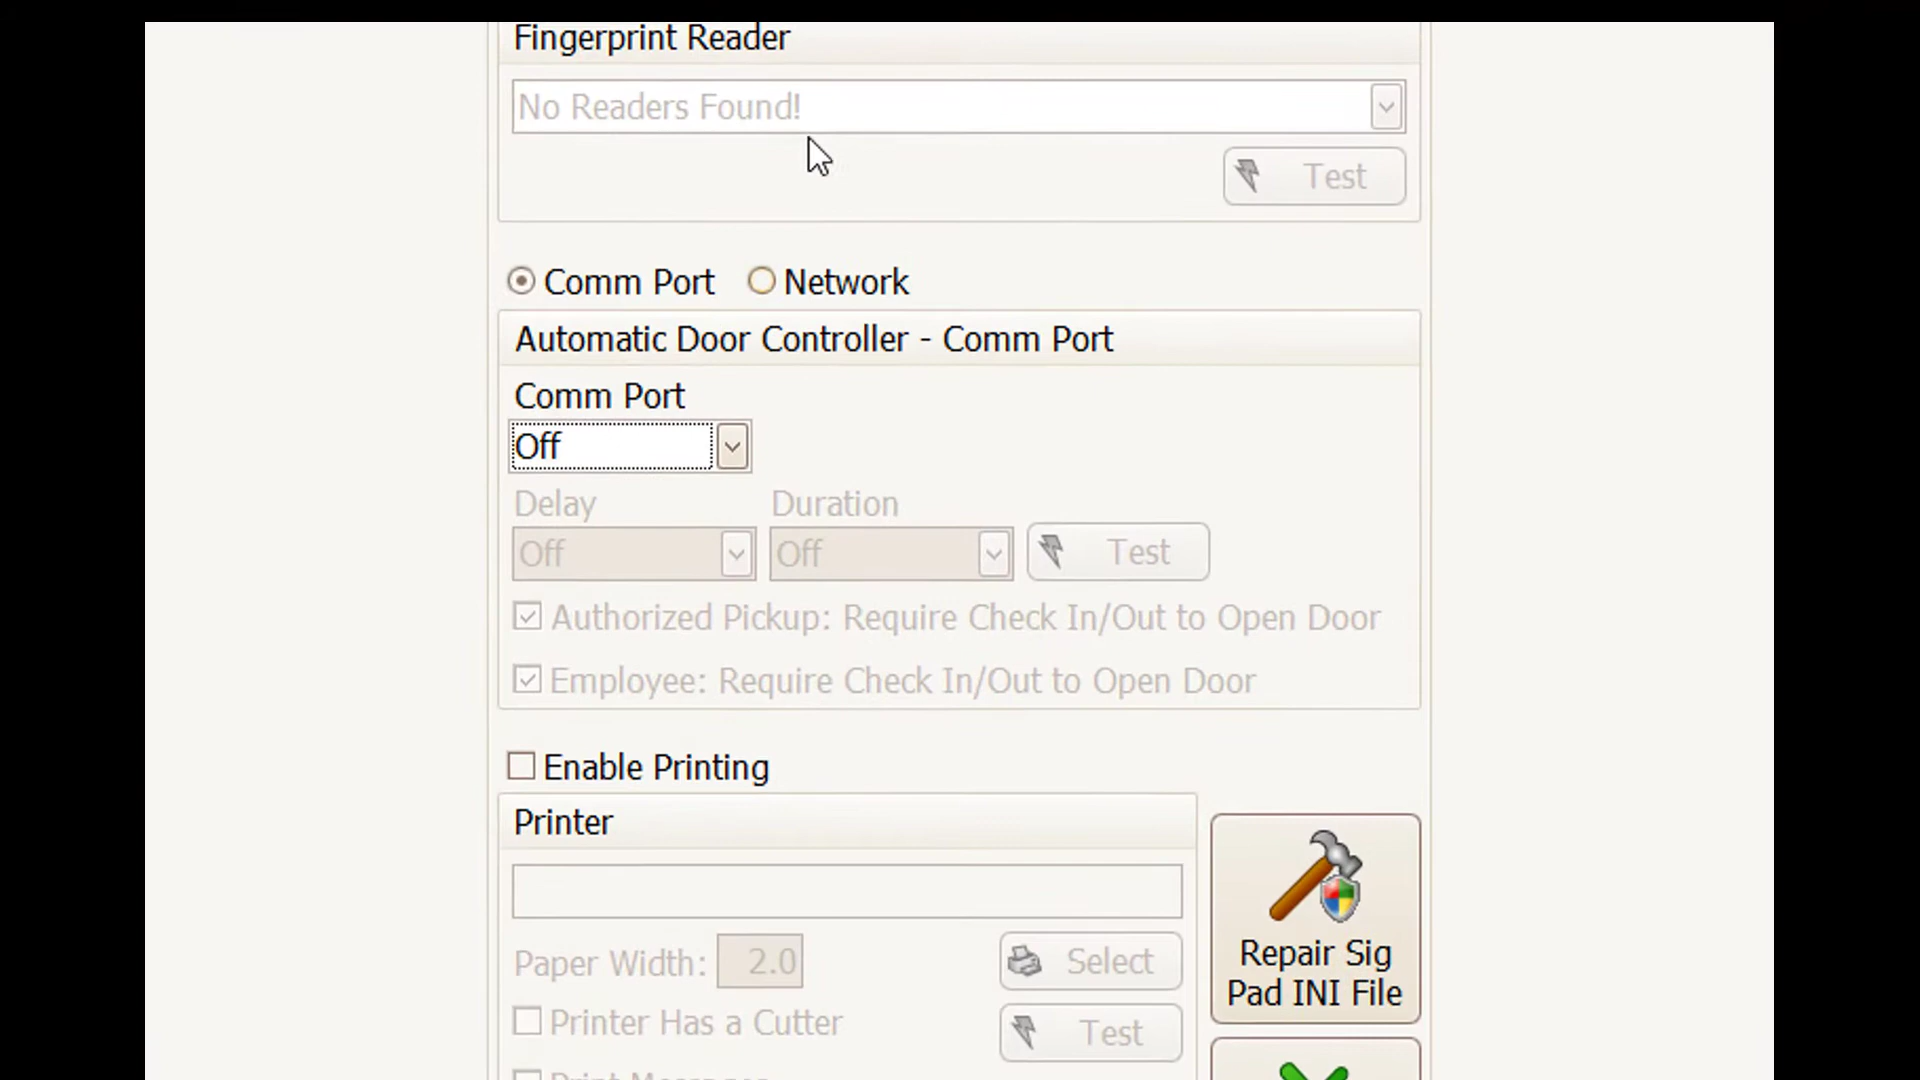 Fingerprint Reader
No Readers Found!
Test
Comm Port Network
Automatic Door Controller - Comm Port
Comm Port
Off
Delay Duration
Off Off Test
Authorized Pickup: Require Check In/Out to Open Door
Employee: Require Check In/Out to Open Door
Enable Printing
Printer
Paper Width: 2.0 Select
Printer Has a Cutter Test
Repair Sig
Pad INI File
Print Messages